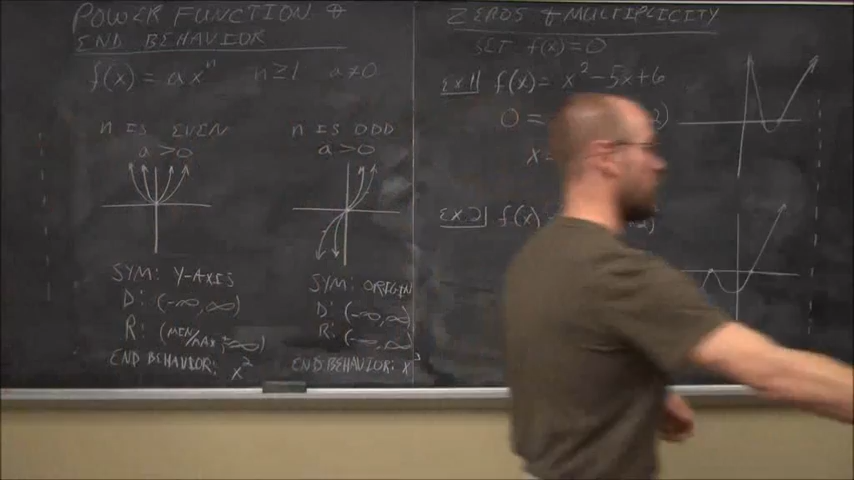 POWER FUNCTION &
END BEHAVIOR
f(x) = axⁿ n ≥ 1 a ≠ 0
n IS EVEN
a > 0
SYM: Y-AXIS
D: (-∞, ∞)
R: (MIN/MAX, ±∞)
END BEHAVIOR: x²
n IS ODD
a > 0
SYM: ORIGIN
D: (-∞, ∞)
R: (-∞, ∞)
END BEHAVIOR: x³
ZEROS & MULTIPLICITY
SET f(x) = 0
EX 1| f(x) = x² - 5x + 6
0 =
x
EX 2| f(x)